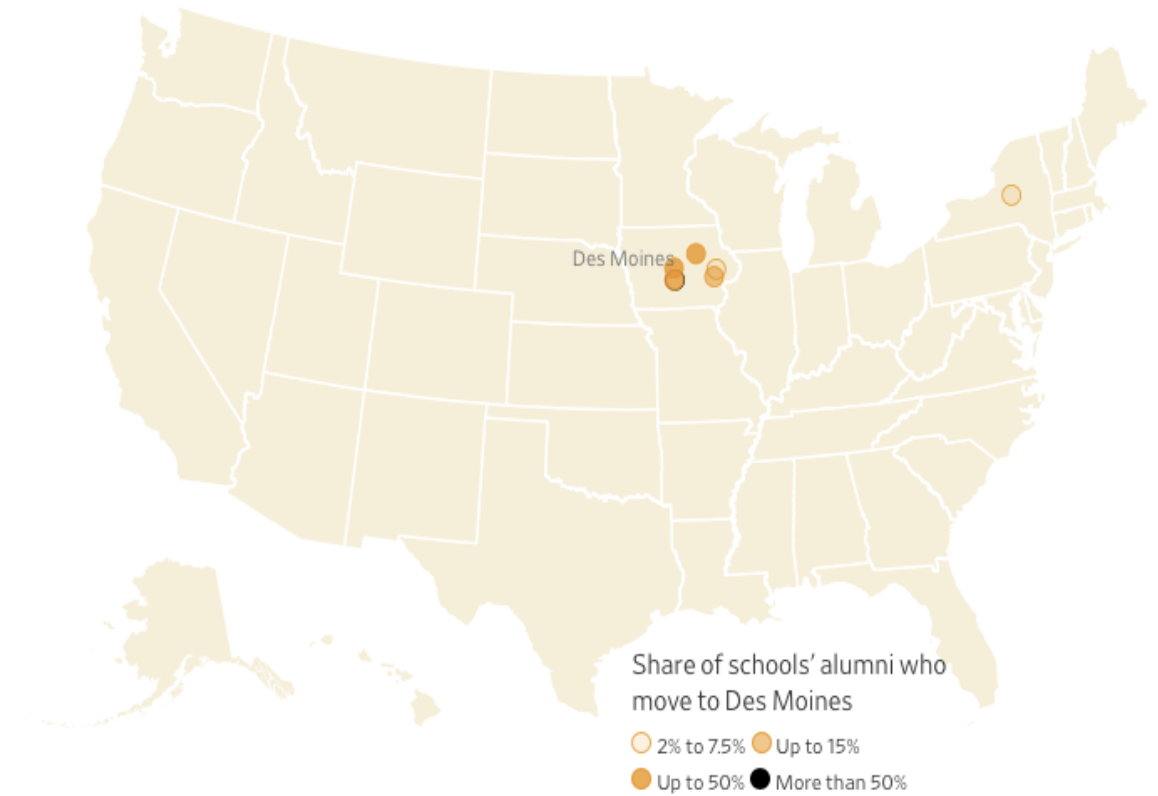 Des Moines
Share of schools’ alumni who
move to Des Moines
2% to 7.5% Up to 15%
Up to 50% More than 50%